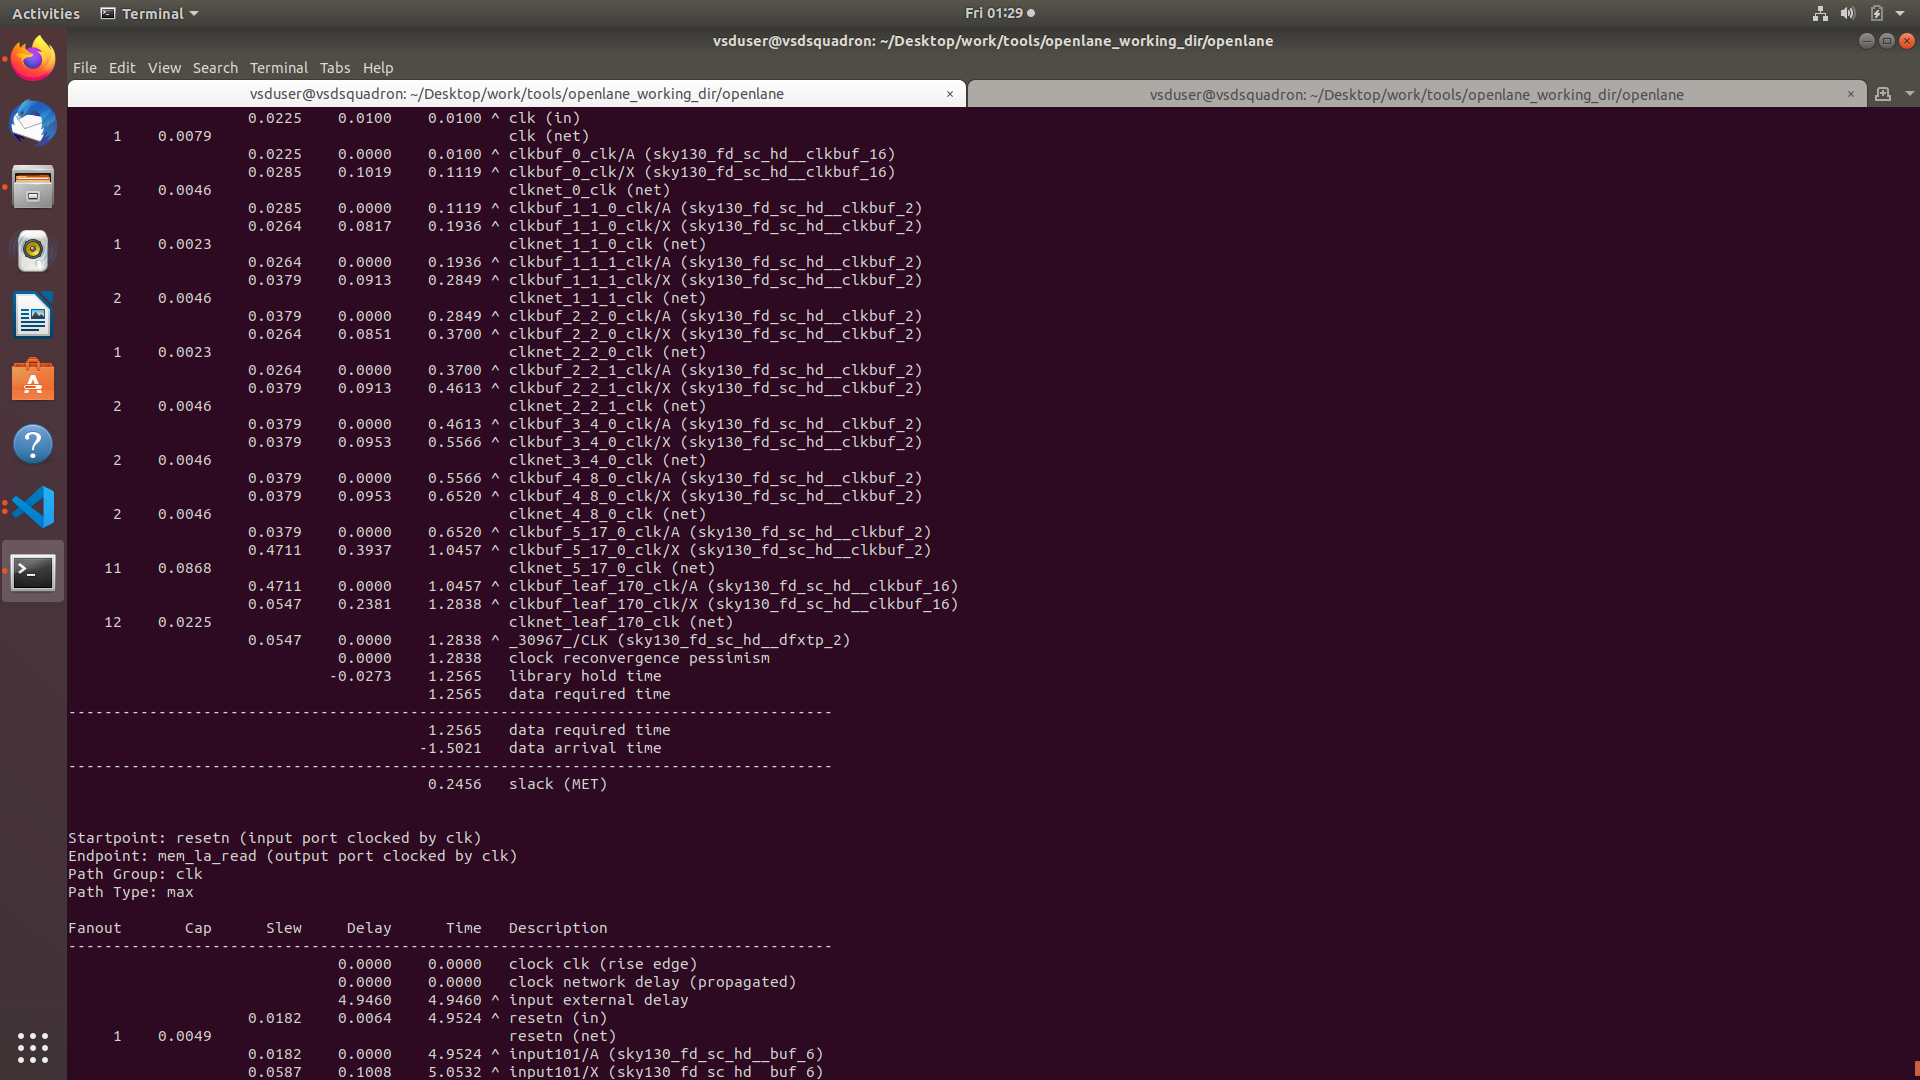 Activities Terminal Fri 01:29
vsduser@vsdsquadron: ~/Desktop/work/tools/openlane_working_dir/openlane
File Edit View Search Terminal Tabs Help
vsduser@vsdsquadron: ~/Desktop/work/tools/openlane_working_dir/openlane × vsduser@vsdsquadron: ~/Desktop/work/tools/openlane_working_dir/openlane ×
0.0225 0.0100 0.0100 ^ clk (in)
1 0.0079 clk (net)
0.0225 0.0000 0.0100 ^ clkbuf_0_clk/A (sky130_fd_sc_hd__clkbuf_16)
0.0285 0.1019 0.1119 ^ clkbuf_0_clk/X (sky130_fd_sc_hd__clkbuf_16)
2 0.0046 clknet_0_clk (net)
0.0285 0.0000 0.1119 ^ clkbuf_1_1_0_clk/A (sky130_fd_sc_hd__clkbuf_2)
0.0264 0.0817 0.1936 ^ clkbuf_1_1_0_clk/X (sky130_fd_sc_hd__clkbuf_2)
1 0.0023 clknet_1_1_0_clk (net)
0.0264 0.0000 0.1936 ^ clkbuf_1_1_1_clk/A (sky130_fd_sc_hd__clkbuf_2)
0.0379 0.0913 0.2849 ^ clkbuf_1_1_1_clk/X (sky130_fd_sc_hd__clkbuf_2)
2 0.0046 clknet_1_1_1_clk (net)
0.0379 0.0000 0.2849 ^ clkbuf_2_2_0_clk/A (sky130_fd_sc_hd__clkbuf_2)
0.0264 0.0851 0.3700 ^ clkbuf_2_2_0_clk/X (sky130_fd_sc_hd__clkbuf_2)
1 0.0023 clknet_2_2_0_clk (net)
0.0264 0.0000 0.3700 ^ clkbuf_2_2_1_clk/A (sky130_fd_sc_hd__clkbuf_2)
0.0379 0.0913 0.4613 ^ clkbuf_2_2_1_clk/X (sky130_fd_sc_hd__clkbuf_2)
2 0.0046 clknet_2_2_1_clk (net)
0.0379 0.0000 0.4613 ^ clkbuf_3_4_0_clk/A (sky130_fd_sc_hd__clkbuf_2)
0.0379 0.0953 0.5566 ^ clkbuf_3_4_0_clk/X (sky130_fd_sc_hd__clkbuf_2)
2 0.0046 clknet_3_4_0_clk (net)
0.0379 0.0000 0.5566 ^ clkbuf_4_8_0_clk/A (sky130_fd_sc_hd__clkbuf_2)
0.0379 0.0953 0.6520 ^ clkbuf_4_8_0_clk/X (sky130_fd_sc_hd__clkbuf_2)
2 0.0046 clknet_4_8_0_clk (net)
0.0379 0.0000 0.6520 ^ clkbuf_5_17_0_clk/A (sky130_fd_sc_hd__clkbuf_2)
0.4711 0.3937 1.0457 ^ clkbuf_5_17_0_clk/X (sky130_fd_sc_hd__clkbuf_2)
11 0.0868 clknet_5_17_0_clk (net)
0.4711 0.0000 1.0457 ^ clkbuf_leaf_170_clk/A (sky130_fd_sc_hd__clkbuf_16)
0.0547 0.2381 1.2838 ^ clkbuf_leaf_170_clk/X (sky130_fd_sc_hd__clkbuf_16)
12 0.0225 clknet_leaf_170_clk (net)
0.0547 0.0000 1.2838 ^ _30967_/CLK (sky130_fd_sc_hd__dfxtp_2)
0.0000 1.2838 clock reconvergence pessimism
-0.0273 1.2565 library hold time
1.2565 data required time
-------------------------------------------------------------------------------------
1.2565 data required time
-1.5021 data arrival time
-------------------------------------------------------------------------------------
0.2456 slack (MET)
Startpoint: resetn (input port clocked by clk)
Endpoint: mem_la_read (output port clocked by clk)
Path Group: clk
Path Type: max
Fanout Cap Slew Delay Time Description
-------------------------------------------------------------------------------------
0.0000 0.0000 clock clk (rise edge)
0.0000 0.0000 clock network delay (propagated)
4.9460 4.9460 ^ input external delay
0.0182 0.0064 4.9524 ^ resetn (in)
1 0.0049 resetn (net)
0.0182 0.0000 4.9524 ^ input101/A (sky130_fd_sc_hd__buf_6)
0.0587 0.1008 5.0532 ^ input101/X (sky130_fd_sc_hd__buf_6)